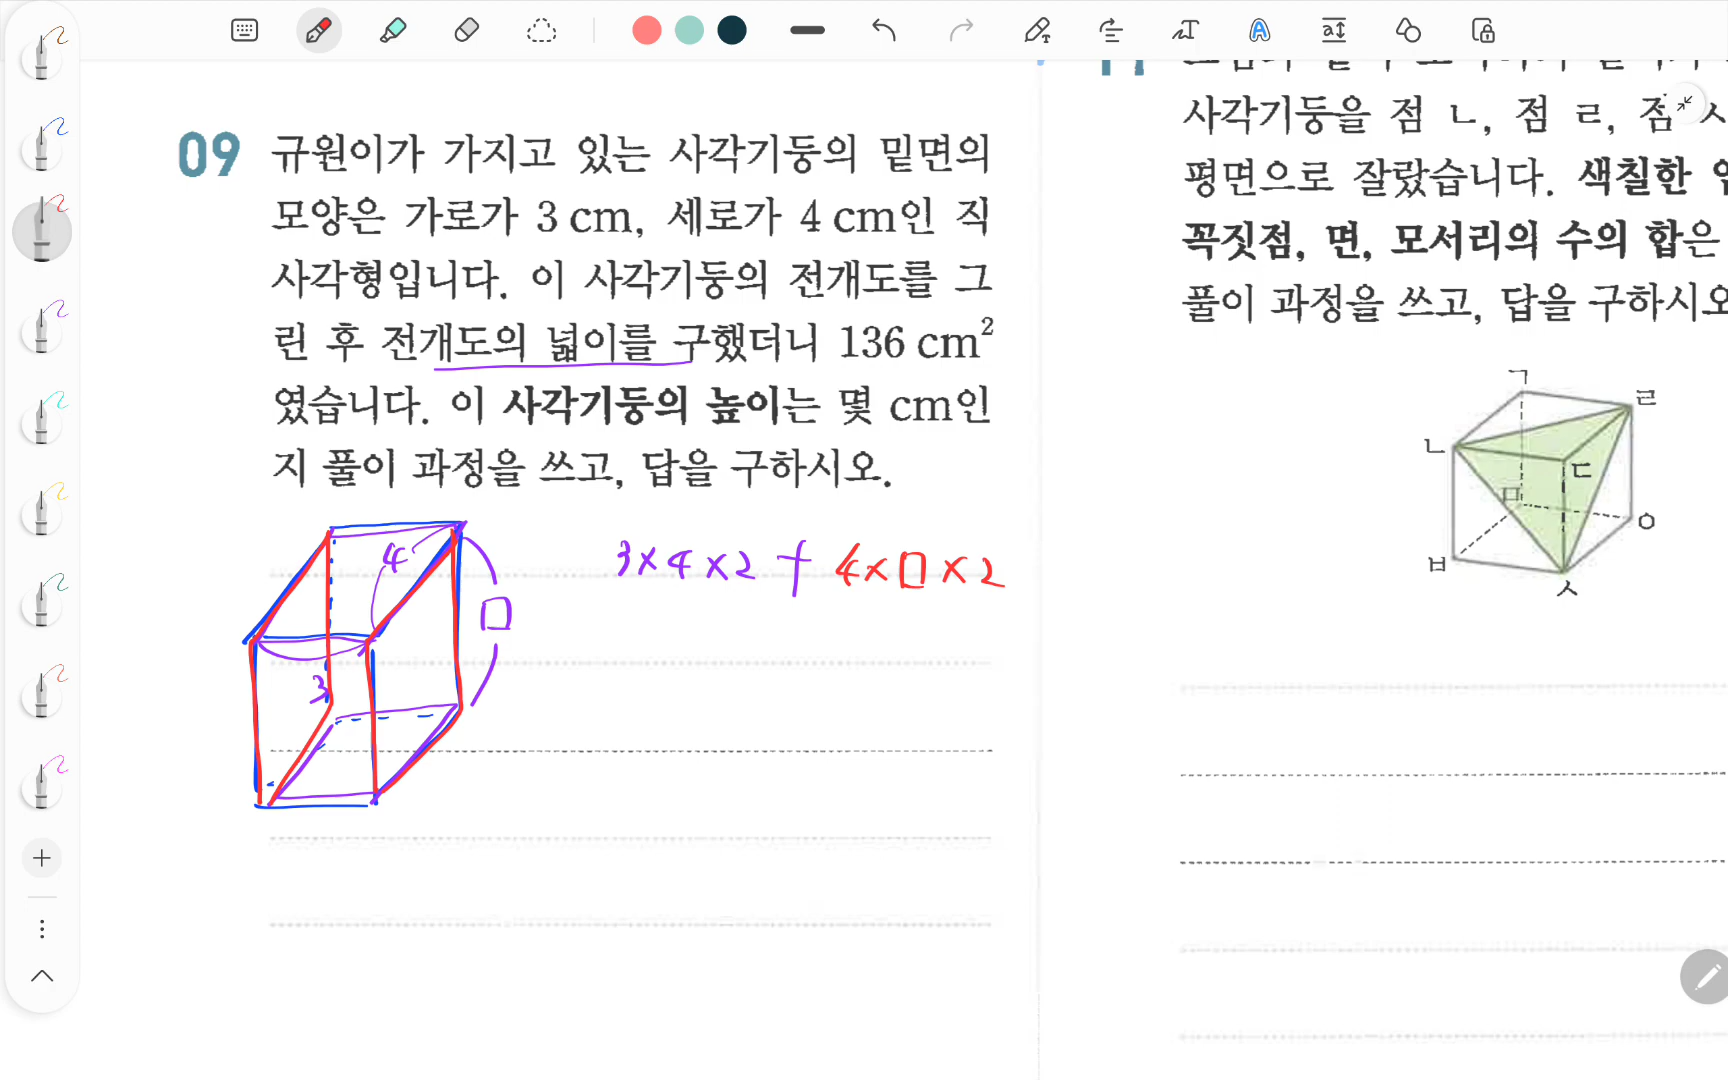 09 규원이가 가지고 있는 사각기둥의 밑면의
모양은 가로가 3 cm, 세로가 4 cm인 직
사각형입니다. 이 사각기둥의 전개도를 그
린 후 전개도의 넓이를 구했더니 136 cm²
였습니다. 이 사각기둥의 높이는 몇 cm인
지 풀이 과정을 쓰고, 답을 구하시오.
4
3
□
3×4×2 + 4×□×2
사각기둥을 점 ㄴ, 점 ㄹ, 점 ㅅ
평면으로 잘랐습니다. 색칠한
꼭짓점, 면, 모서리의 수의 합은
풀이 과정을 쓰고, 답을 구하시오
ㄱ
ㄹ
ㄴ
ㄷ
ㅁ
ㅇ
ㅂ
ㅅ